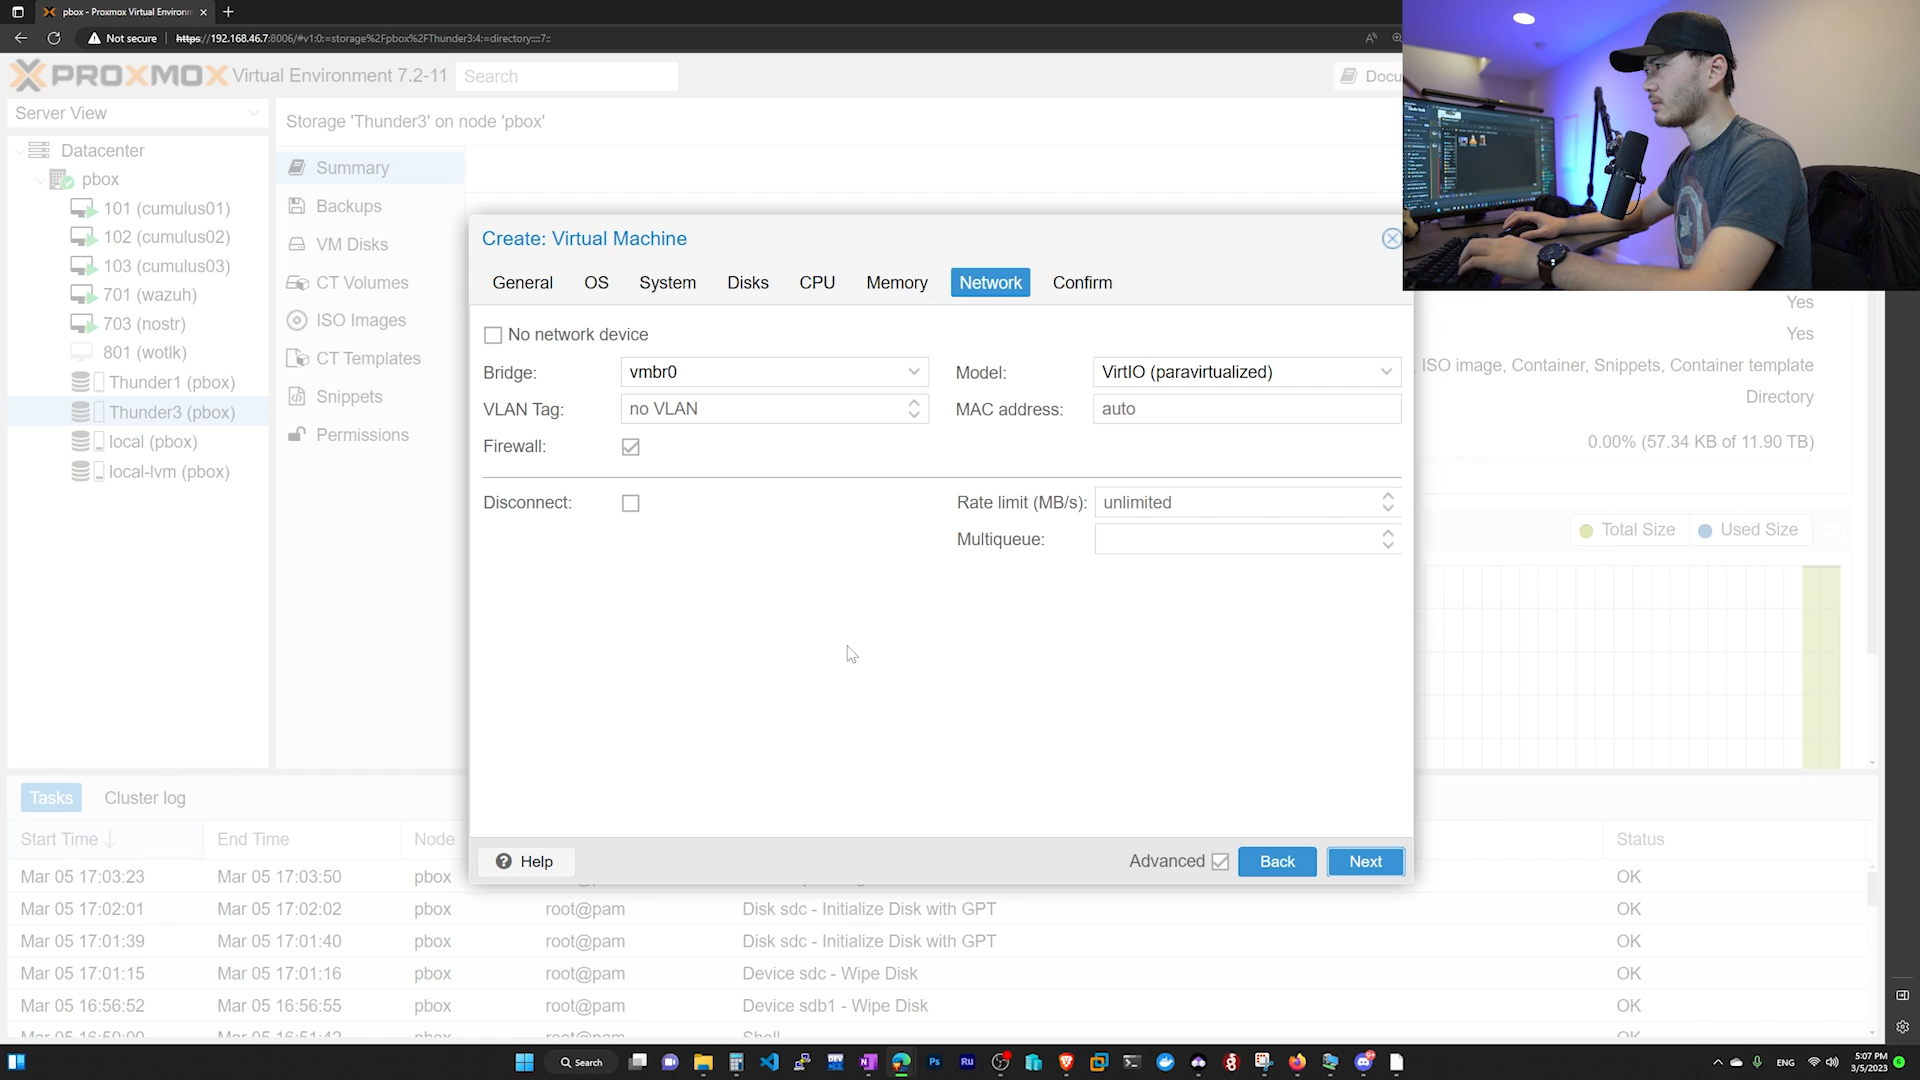 pbox - Proxmox Virtual Environm
Not secure
https://192.168.46.7:8006/#v1:0:=storage%2Fpbox%2FThunder3:4:=directory::::7::
PROXMOX Virtual Environment 7.2-11
Search
Docu
Server View
Datacenter
pbox
101 (cumulus01)
102 (cumulus02)
103 (cumulus03)
701 (wazuh)
703 (nostr)
801 (wotlk)
Thunder1 (pbox)
Thunder3 (pbox)
local (pbox)
local-lvm (pbox)
Storage 'Thunder3' on node 'pbox'
Summary
Backups
VM Disks
CT Volumes
ISO Images
CT Templates
Snippets
Permissions
Create: Virtual Machine
General OS System Disks CPU Memory Network Confirm
No network device
Bridge: vmbr0 Model: VirtIO (paravirtualized)
VLAN Tag: no VLAN MAC address: auto
Firewall:
Disconnect: Rate limit (MB/s): unlimited
Multiqueue:
Help Advanced Back Next
Yes
Yes
, ISO image, Container, Snippets, Container template
Directory
0.00% (57.34 KB of 11.90 TB)
Total Size Used Size
Tasks Cluster log
Start Time End Time Node Status
Mar 05 17:03:23 Mar 05 17:03:50 pbox OK
Mar 05 17:02:01 Mar 05 17:02:02 pbox root@pam Disk sdc - Initialize Disk with GPT OK
Mar 05 17:01:39 Mar 05 17:01:40 pbox root@pam Disk sdc - Initialize Disk with GPT OK
Mar 05 17:01:15 Mar 05 17:01:16 pbox root@pam Device sdc - Wipe Disk OK
Mar 05 16:56:52 Mar 05 16:56:55 pbox root@pam Device sdb1 - Wipe Disk OK
Search
Ps
Ru
ENG
5:07 PM
3/5/2023